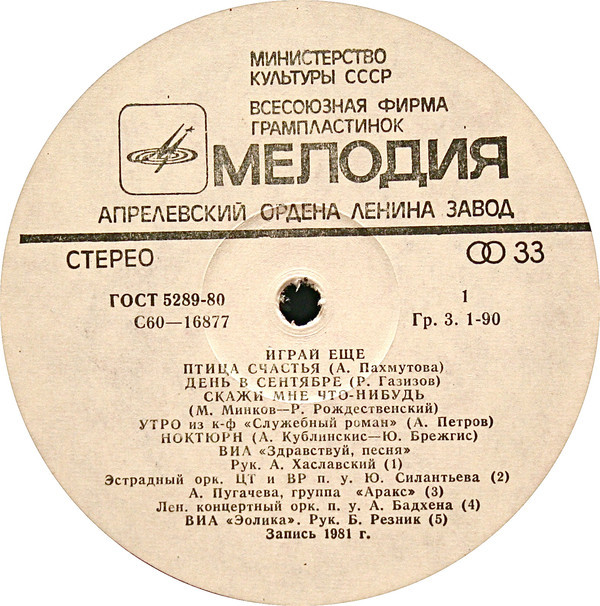 МИНИСТЕРСТВО
КУЛЬТУРЫ СССР
ВСЕСОЮЗНАЯ ФИРМА
ГРАМПЛАСТИНОК
МЕЛОДИЯ
АПРЕЛЕВСКИЙ ОРДЕНА ЛЕНИНА ЗАВОД
СТЕРЕО 33
ГОСТ 5289-80 1
С60—16877 Гр. 3. 1-90
ИГРАЙ ЕЩЕ
ПТИЦА СЧАСТЬЯ (А. Пахмутова)
ДЕНЬ В СЕНТЯБРЕ (Р. Газизов)
СКАЖИ МНЕ ЧТО-НИБУДЬ
(М. Минков—Р. Рождественский)
УТРО из к-ф «Служебный роман» (А. Петров)
НОКТЮРН (А. Кублинскис—Ю. Брежгис)
ВИА «Здравствуй, песня»
Рук. А. Хаславский (1)
Эстрадный орк. ЦТ и ВР п. у. Ю. Силантьева (2)
А. Пугачева, группа «Аракс» (3)
Лен. концертный орк. п. у. А. Бадхена (4)
ВИА «Эолика». Рук. Б. Резник (5)
Запись 1981 г.